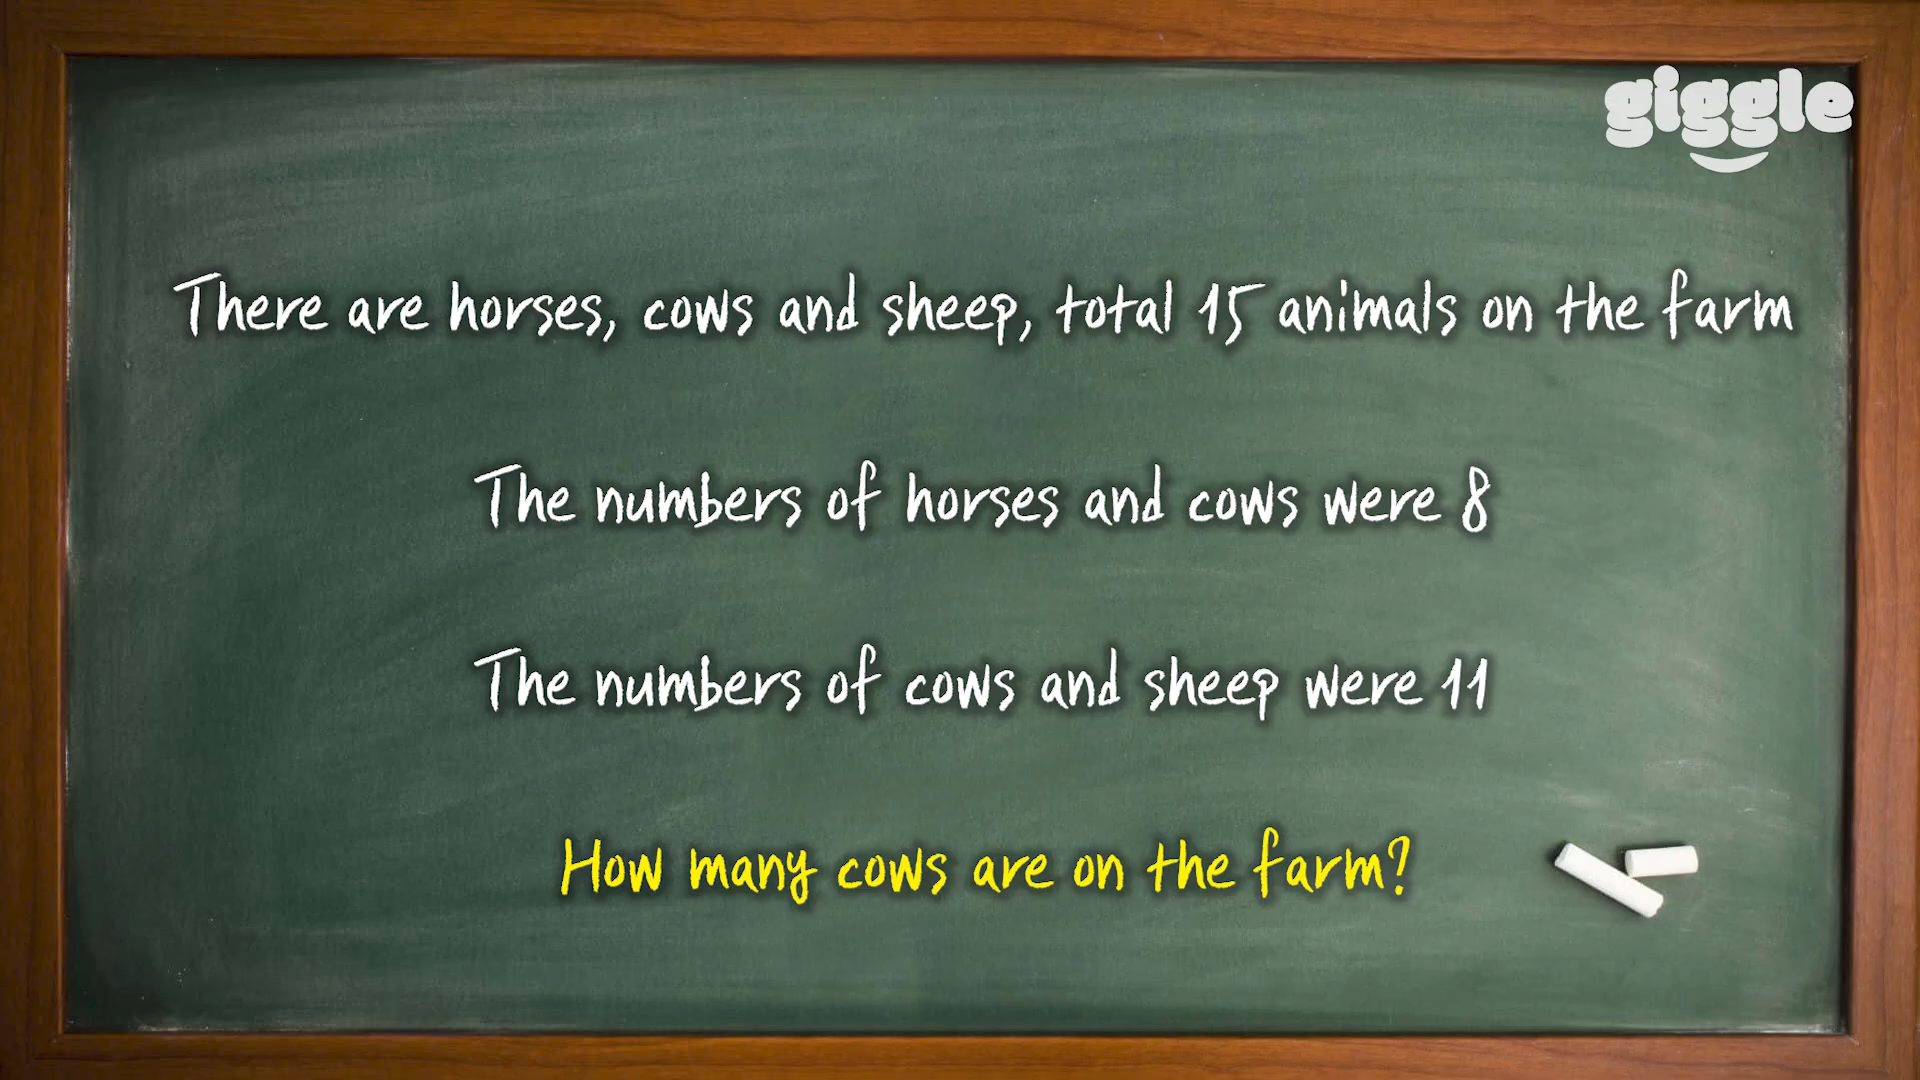 giggle
There are horses, cows and sheep, total 15 animals on the farm
The numbers of horses and cows were 8
The numbers of cows and sheep were 11
How many cows are on the farm?